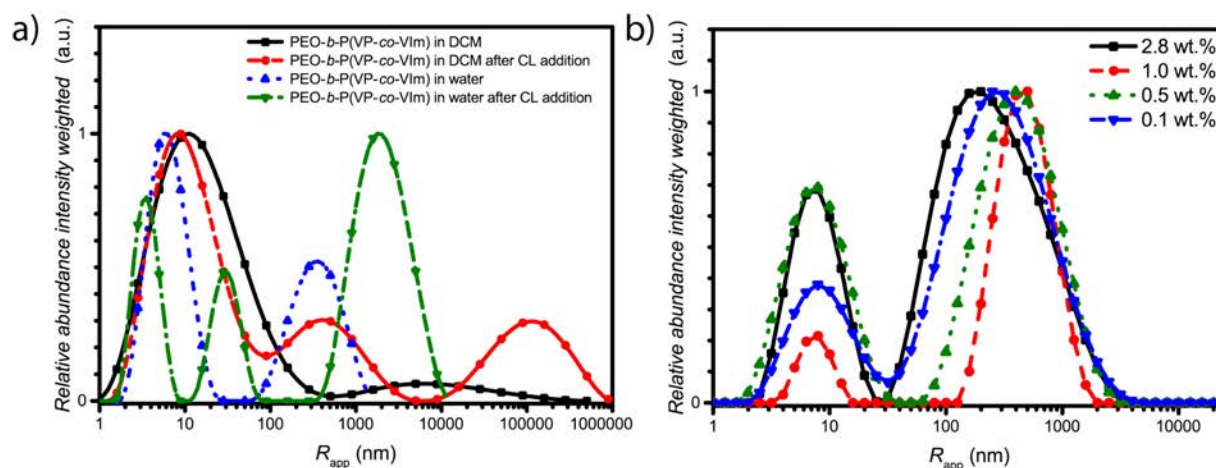 a)
Relative abundance intensity weighted (a.u.)
1
0
PEO-b-P(VP-co-VIm) in DCM
PEO-b-P(VP-co-VIm) in DCM after CL addition
PEO-b-P(VP-co-VIm) in water
PEO-b-P(VP-co-VIm) in water after CL addition
1 10 100 1000 10000 100000 1000000
Rapp (nm)
b)
Relative abundance intensity weighted (a.u.)
1
0
2.8 wt.%
1.0 wt.%
0.5 wt.%
0.1 wt.%
1 10 100 1000 10000
Rapp (nm)